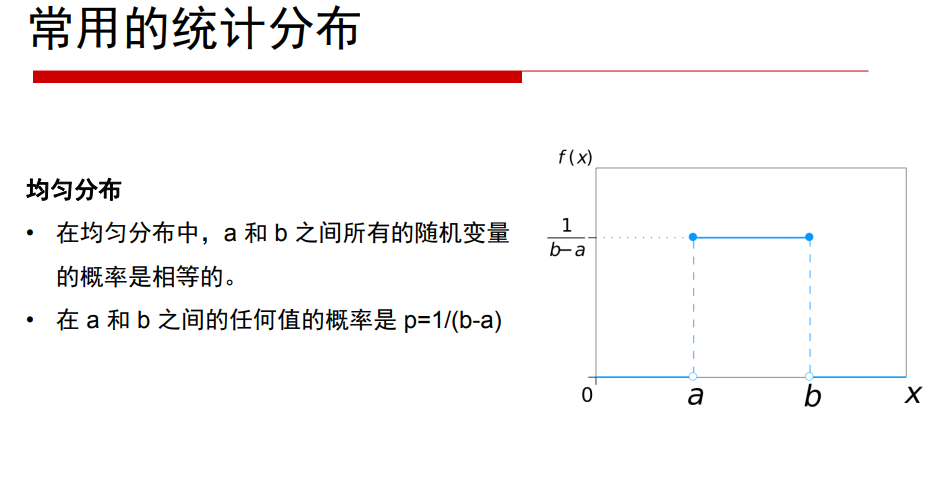 常用的统计分布
均匀分布
• 在均匀分布中，a 和 b 之间所有的随机变量
的概率是相等的。
• 在 a 和 b 之间的任何值的概率是 p=1/(b-a)
f(x)
1
b−a
0
a
b
x